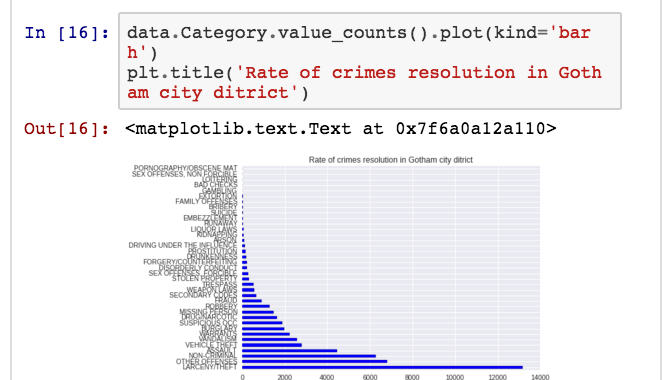 In [16]: data.Category.value_counts().plot(kind='bar
h')
plt.title('Rate of crimes resolution in Goth
am city ditrict')
Out[16]: <matplotlib.text.Text at 0x7f6a0a12a110>
Rate of crimes resolution in Gotham city ditrict
PORNOGRAPHY/OBSCENE MAT
SEX OFFENSES, NON FORCIBLE
LOITERING
BAD CHECKS
GAMBLING
EXTORTION
FAMILY OFFENSES
BRIBERY
SUICIDE
EMBEZZLEMENT
RUNAWAY
LIQUOR LAWS
KIDNAPPING
ARSON
DRIVING UNDER THE INFLUENCE
PROSTITUTION
DRUNKENNESS
FORGERY/COUNTERFEITING
DISORDERLY CONDUCT
SEX OFFENSES, FORCIBLE
STOLEN PROPERTY
TRESPASS
WEAPON LAWS
SECONDARY CODES
FRAUD
ROBBERY
MISSING PERSON
DRUG/NARCOTIC
SUSPICIOUS OCC
BURGLARY
WARRANTS
VANDALISM
VEHICLE THEFT
ASSAULT
NON-CRIMINAL
OTHER OFFENSES
LARCENY/THEFT
0 2000 4000 6000 8000 10000 12000 14000